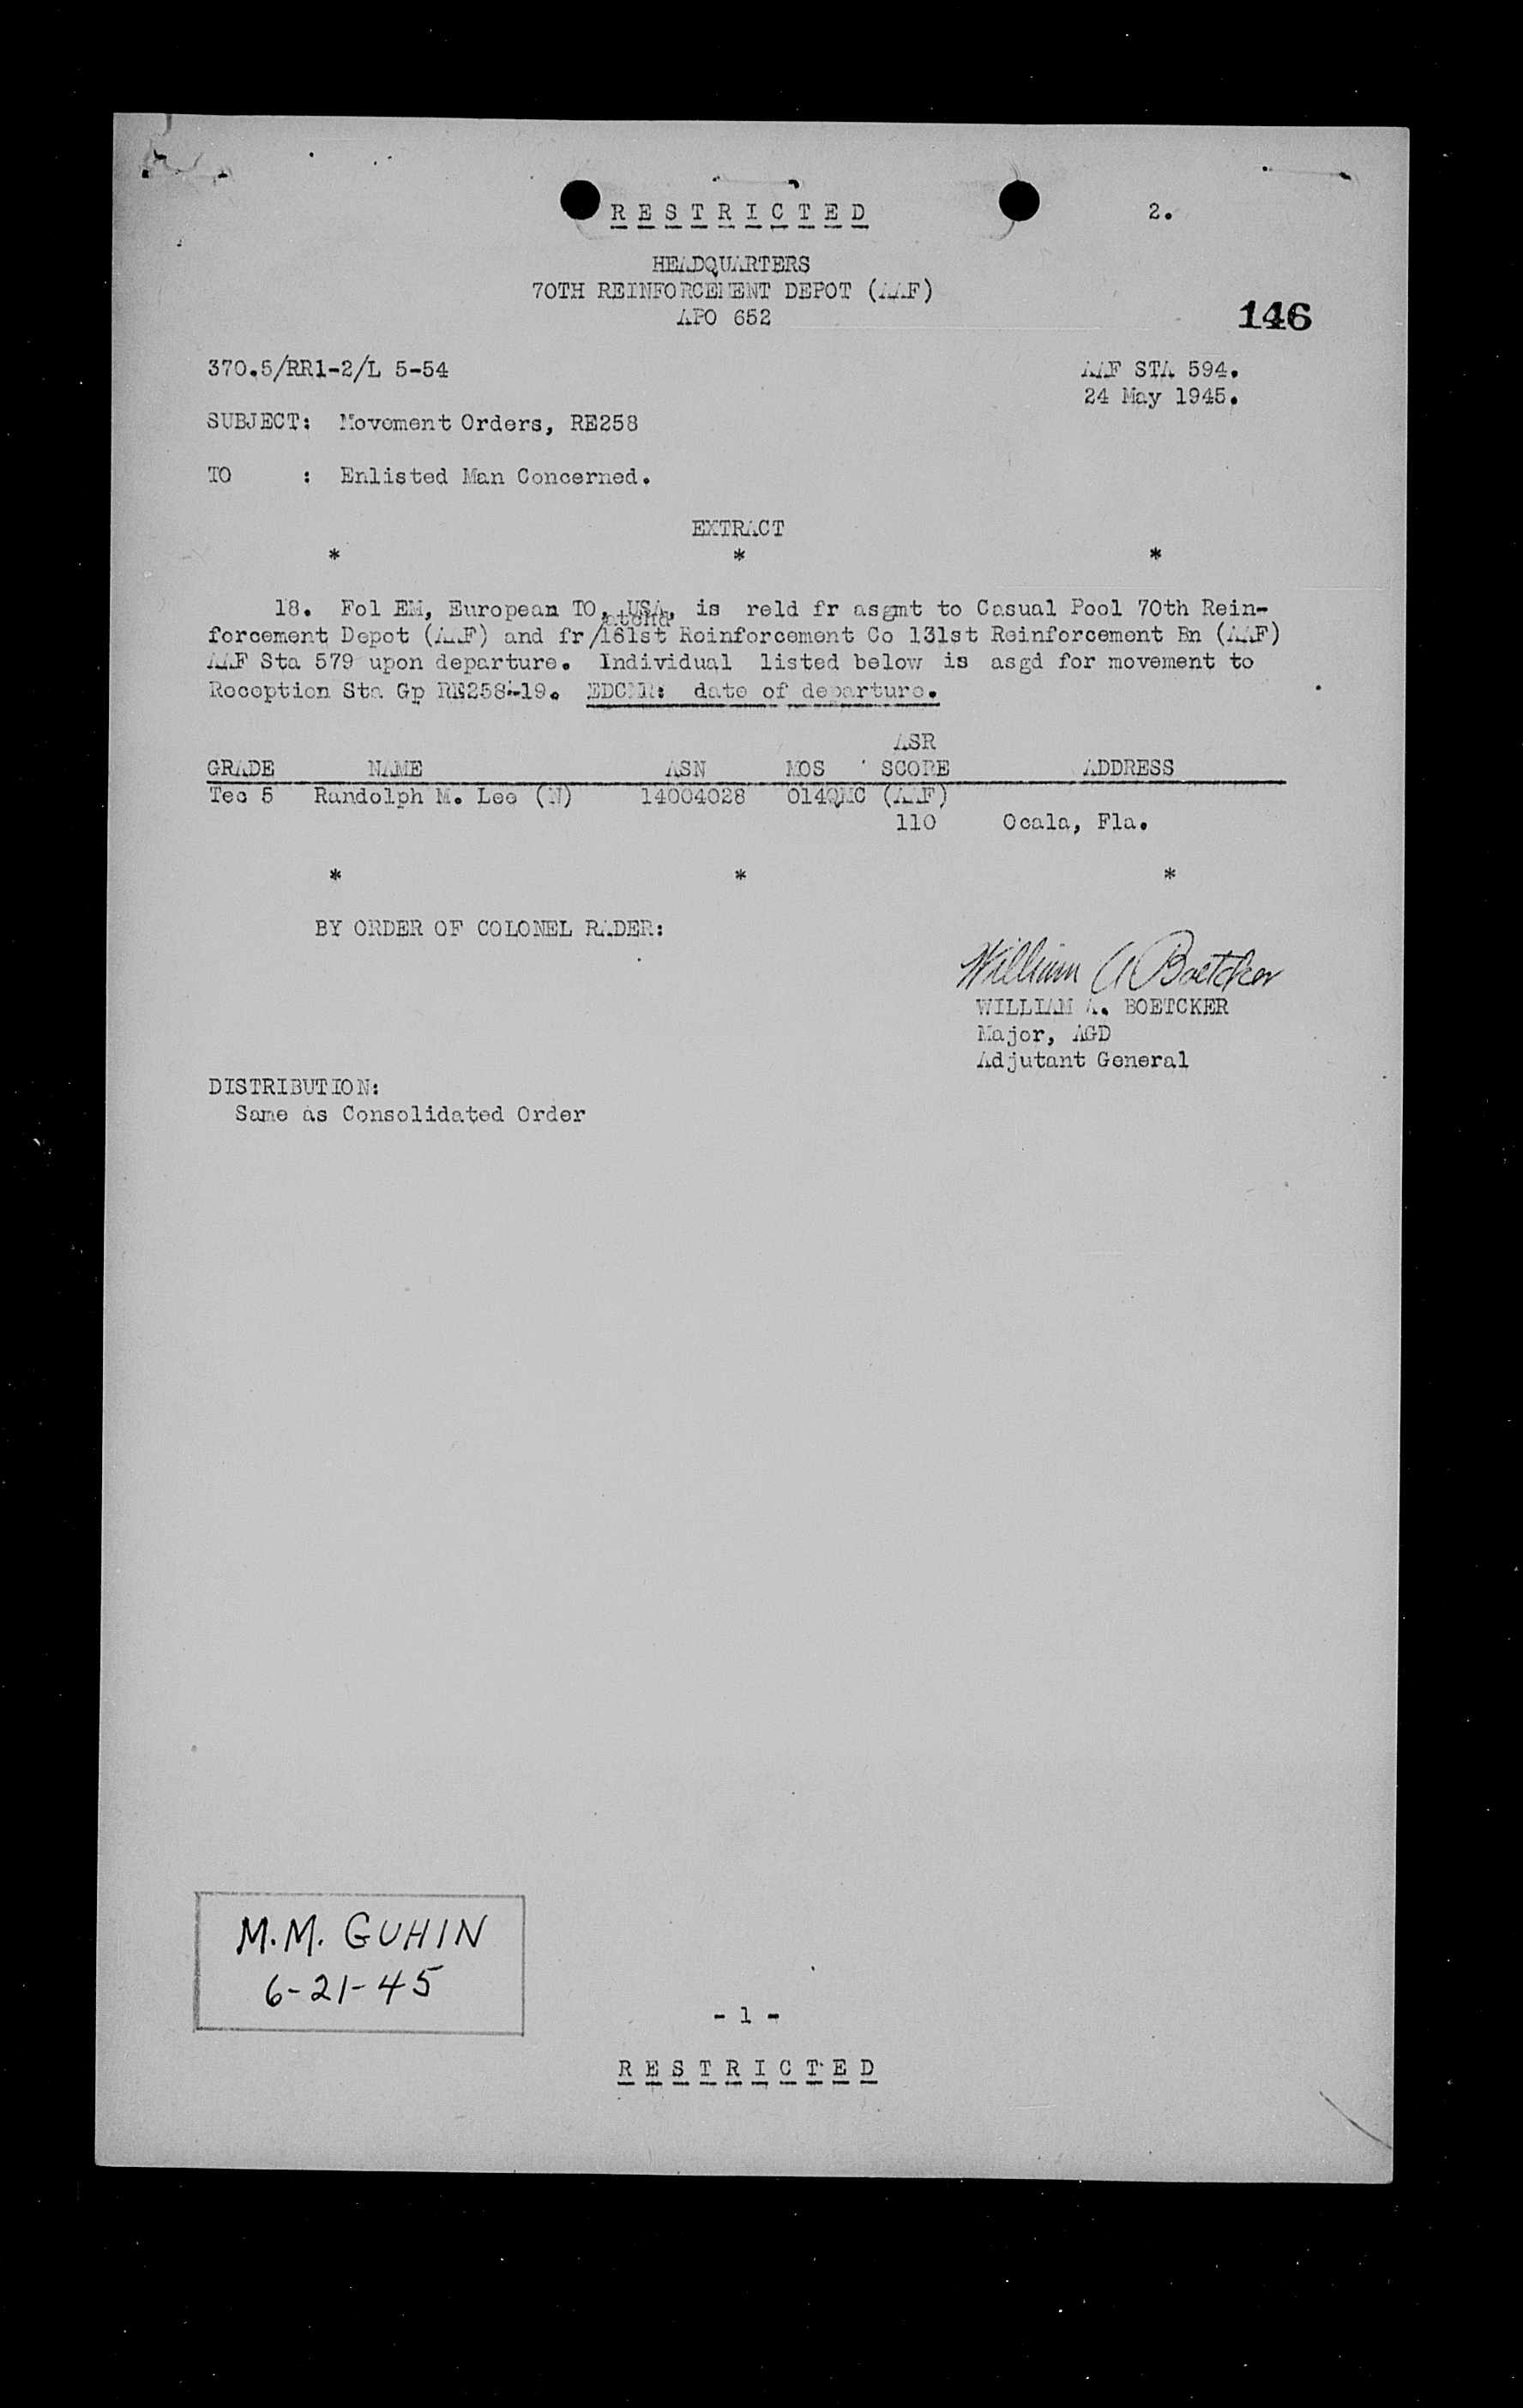 R E S T R I C T E D 2.
HEADQUARTERS
70TH REINFORCEMENT DEPOT (AAF)
APO 652
146
370.5/RR1-2/L 5-54 AAF STA 594.
24 May 1945.
SUBJECT: Movement Orders, RE258
TO : Enlisted Man Concerned.
EXTRACT
* * *
18. Fol EM, European TO, USA, is reld fr asgmt to Casual Pool 70th Rein-
atchd
forcement Depot (AAF) and fr/161st Reinforcement Co 131st Reinforcement Bn (AAF)
AAF Sta 579 upon departure. Individual listed below is asgd for movement to
Reception Sta Gp RE258-19. EDCMR: date of departure.
ASR
GRADE NAME ASN MOS SCORE ADDRESS
Tec 5 Randolph M. Lee (N) 14004028 014QMC (AAF)
110 Ocala, Fla.
* * *
BY ORDER OF COLONEL RADER:
William A Boetcker
WILLIAM A. BOETCKER
Major, AGD
Adjutant General
DISTRIBUTION:
Same as Consolidated Order
M.M. GUHIN
6-21-45
- 1 -
R E S T R I C T E D